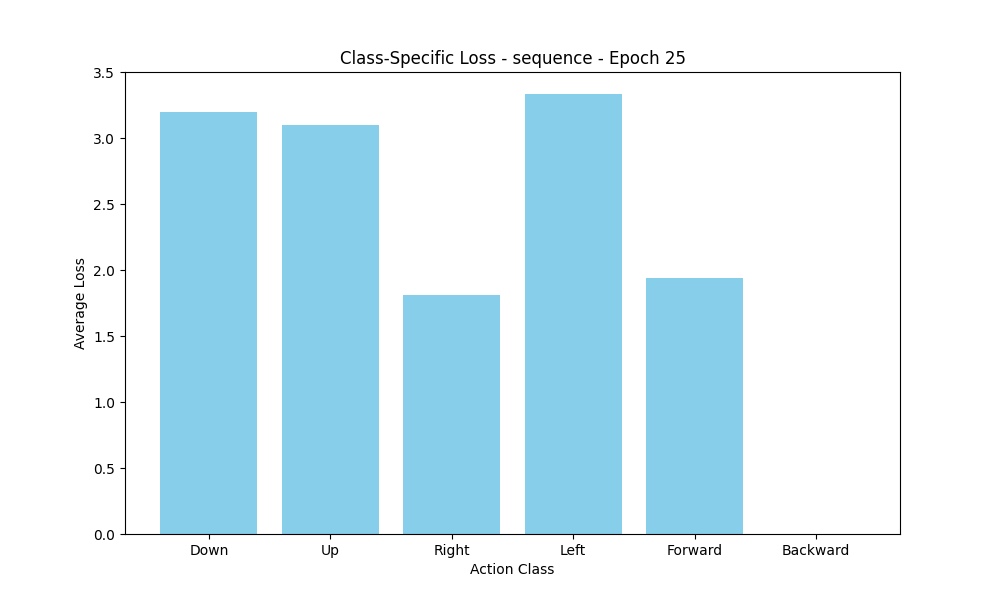 Class-Specific Loss - sequence - Epoch 25
3.5
3.0
2.5
2.0
1.5
1.0
0.5
0.0
Average Loss
Down Up Right Left Forward Backward
Action Class